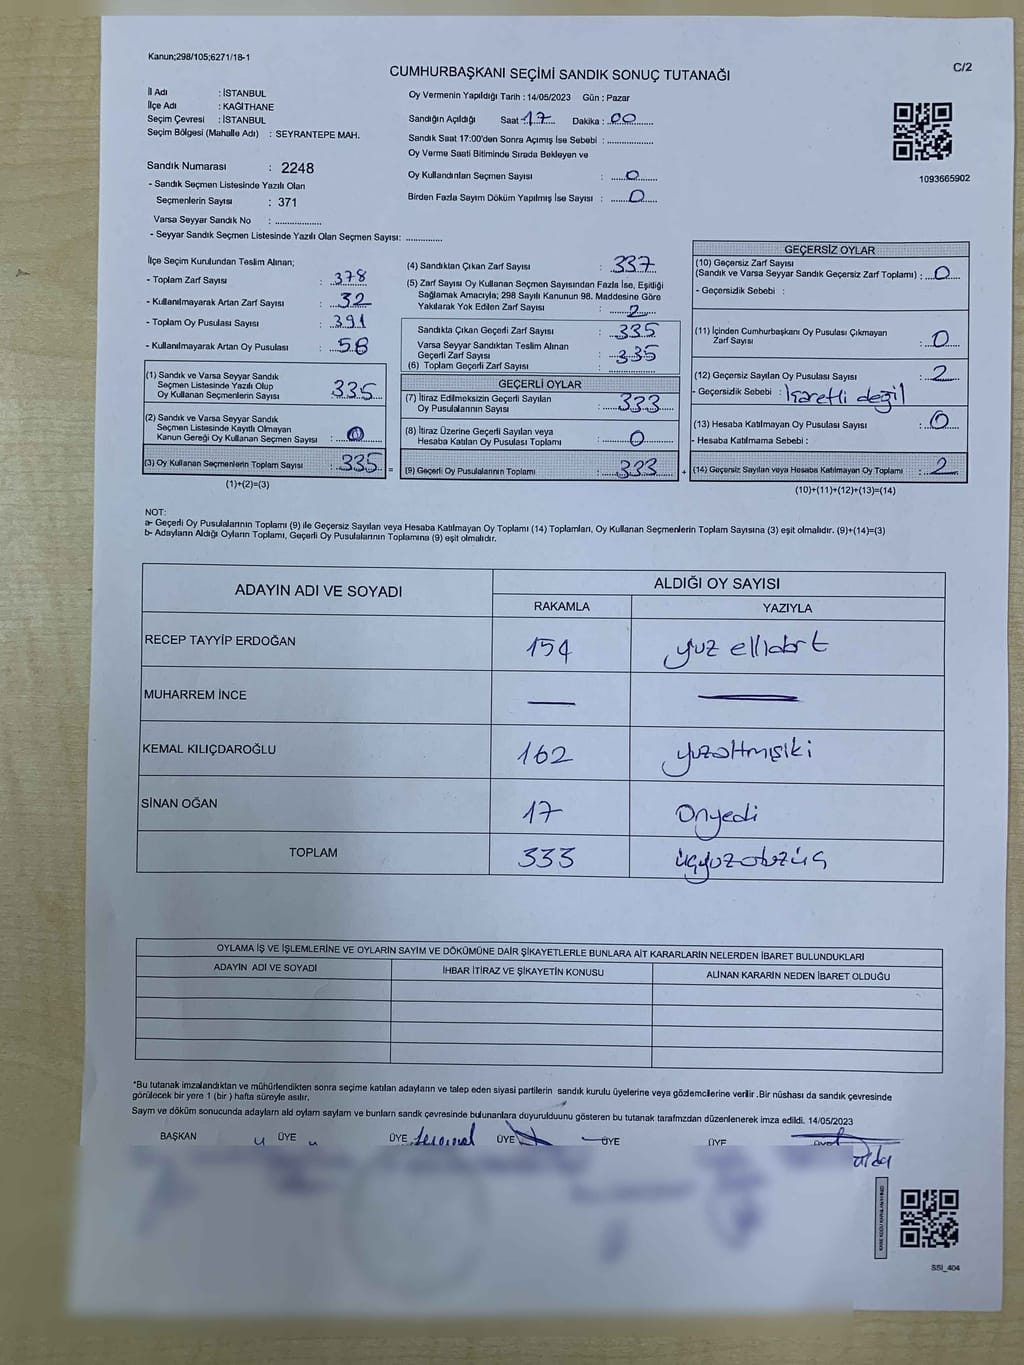 Kanun;298/105;6271/18-1
C/2
CUMHURBAŞKANI SEÇİMİ SANDIK SONUÇ TUTANAĞI
İl Adı : İSTANBUL
İlçe Adı : KAĞITHANE
Seçim Çevresi : İSTANBUL
Seçim Bölgesi (Mahalle Adı) : SEYRANTEPE MAH.
Sandık Numarası : 2248
- Sandık Seçmen Listesinde Yazılı Olan
Seçmenlerin Sayısı : 371
Varsa Seyyar Sandık No : ..................
- Seyyar Sandık Seçmen Listesinde Yazılı Olan Seçmen Sayısı: ..............
Oy Vermenin Yapıldığı Tarih : 14/05/2023 Gün : Pazar
Sandığın Açıldığı Saat 17 Dakika : 00
Sandık Saat 17:00'den Sonra Açımış İse Sebebi : ..................
Oy Verme Saati Bitiminde Sırada Bekleyen ve
Oy Kullandırılan Seçmen Sayısı : 0
Birden Fazla Sayım Döküm Yapılmış İse Sayısı : 0
1093665902
İlçe Seçim Kurulundan Teslim Alınan;
- Toplam Zarf Sayısı : 378
- Kullanılmayarak Artan Zarf Sayısı : 32
- Toplam Oy Pusulası Sayısı : 391
- Kullanılmayarak Artan Oy Pusulası : 58
(1) Sandık ve Varsa Seyyar Sandık
Seçmen Listesinde Yazılı Olup
Oy Kullanan Seçmenlerin Sayısı 335
(2) Sandık ve Varsa Seyyar Sandık
Seçmen Listesinde Kayıtlı Olmayan
Kanun Gereği Oy Kullanan Seçmen Sayısı : 0
(3) Oy Kullanan Seçmenlerin Toplam Sayısı : 335 =
(1)+(2)=(3)
(4) Sandıktan Çıkan Zarf Sayısı : 337
(5) Zarf Sayısı Oy Kullanan Seçmen Sayısından Fazla İse, Eşitliği
Sağlamak Amacıyla; 298 Sayılı Kanunun 98. Maddesine Göre
Yakılarak Yok Edilen Zarf Sayısı : 2
Sandıkta Çıkan Geçerli Zarf Sayısı : 335
Varsa Seyyar Sandıktan Teslim Alınan
Geçerli Zarf Sayısı : 335
(6) Toplam Geçerli Zarf Sayısı : ..................
GEÇERLİ OYLAR
(7) İtiraz Edilmeksizin Geçerli Sayılan
Oy Pusulalarının Sayısı : 333
(8) İtiraz Üzerine Geçerli Sayılan veya
Hesaba Katılan Oy Pusulası Toplamı : 0
(9) Geçerli Oy Pusulalarının Toplamı : 333 +
GEÇERSİZ OYLAR
(10) Geçersiz Zarf Sayısı
(Sandık ve Varsa Seyyar Sandık Geçersiz Zarf Toplamı) : 0
- Geçersizlik Sebebi :
(11) İçinden Cumhurbaşkanı Oy Pusulası Çıkmayan
Zarf Sayısı : 0
(12) Geçersiz Sayılan Oy Pusulası Sayısı : 2
- Geçersizlik Sebebi : İşaretli değil
(13) Hesaba Katılmayan Oy Pusulası Sayısı : 0
- Hesaba Katılmama Sebebi :
(14) Geçersiz Sayılan veya Hesaba Katılmayan Oy Toplamı : 2
(10)+(11)+(12)+(13)=(14)
NOT:
a- Geçerli Oy Pusulalarının Toplamı (9) ile Geçersiz Sayılan veya Hesaba Katılmayan Oy Toplamı (14) Toplamları, Oy Kullanan Seçmenlerin Toplam Sayısına (3) eşit olmalıdır. (9)+(14)=(3)
b- Adayların Aldığı Oyların Toplamı, Geçerli Oy Pusulalarının Toplamına (9) eşit olmalıdır.
ADAYIN ADI VE SOYADI ALDIĞI OY SAYISI
RAKAMLA YAZIYLA
RECEP TAYYİP ERDOĞAN 154 yüz ellidört
MUHARREM İNCE — —
KEMAL KILIÇDAROĞLU 162 yüzaltmışiki
SİNAN OĞAN 17 Onyedi
TOPLAM 333 üçyüzotuzüç
OYLAMA İŞ VE İŞLEMLERİNE VE OYLARIN SAYIM VE DÖKÜMÜNE DAİR ŞİKAYETLERLE BUNLARA AİT KARARLARIN NELERDEN İBARET BULUNDUKLARI
ADAYIN ADI VE SOYADI İHBAR İTİRAZ VE ŞİKAYETİN KONUSU ALINAN KARARIN NEDEN İBARET OLDUĞU
*Bu tutanak imzalandıktan ve mühürlendikten sonra seçime katılan adayların ve talep eden siyasi partilerin sandık kurulu üyelerine veya gözlemcilerine verilir .Bir nüshası da sandık çevresinde
görülecek bir yere 1 (bir ) hafta süreyle asılır.
Sayım ve döküm sonucunda adayların ald oyların sayların ve bunların sandık çevresinde bulunanlara duyurulduunu gösteren bu tutanak tarafımzdan düzenlenerek imza edildi. 14/05/2023
BAŞKAN ÜYE ÜYE ÜYE ÜYE ÜYE
SSI_404